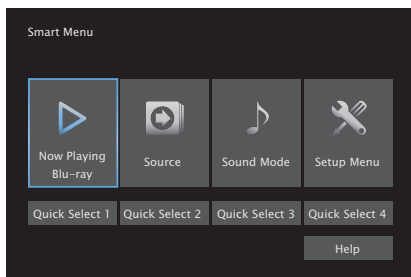 Smart Menu
Now Playing
Blu-ray
Source
Sound Mode
Setup Menu
Quick Select 1
Quick Select 2
Quick Select 3
Quick Select 4
Help